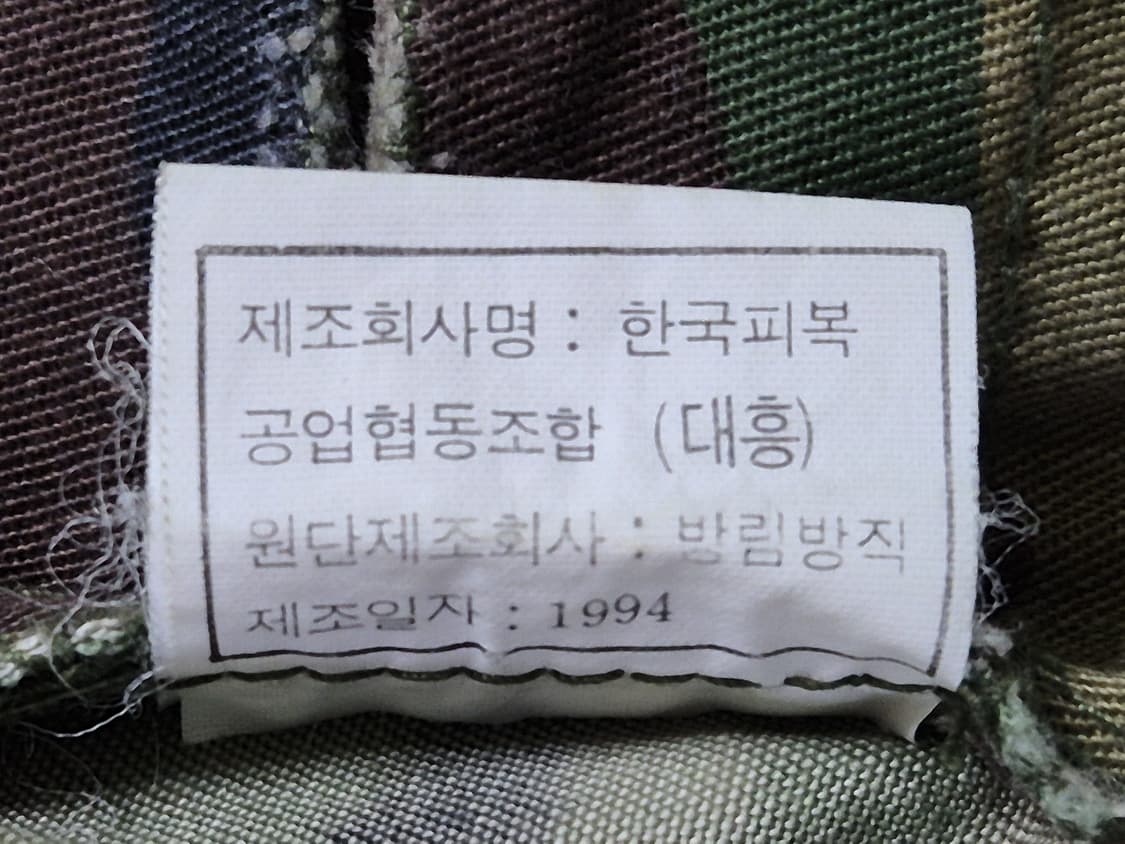 제조회사명 : 한국피복
공업협동조합 (대흥)
원단제조회사 : 방림방직
제조일자 : 1994